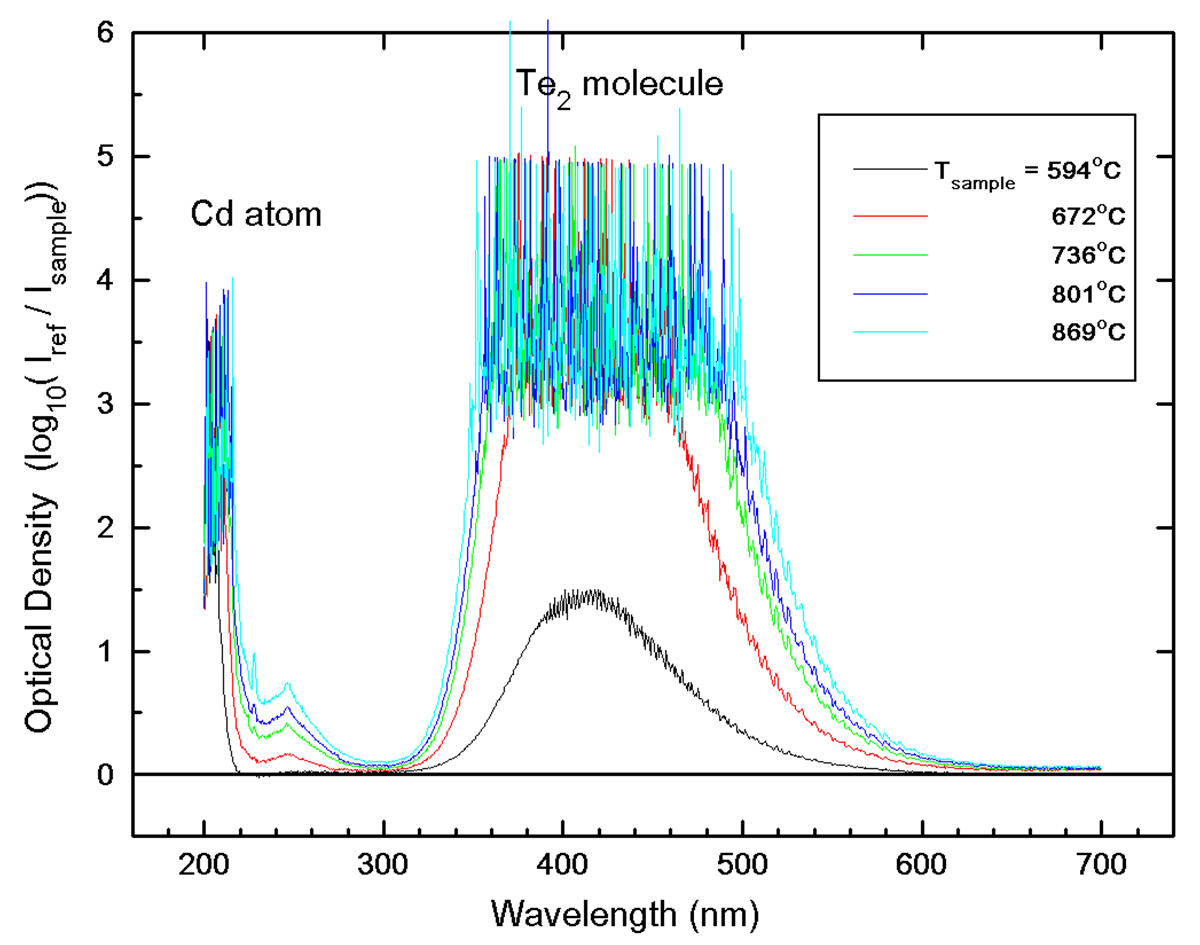 Te2 molecule
Cd atom
Tsample = 594°C
672°C
736°C
801°C
869°C
Optical Density (log10( Iref / Isample))
6
5
4
3
2
1
0
200 300 400 500 600 700
Wavelength (nm)